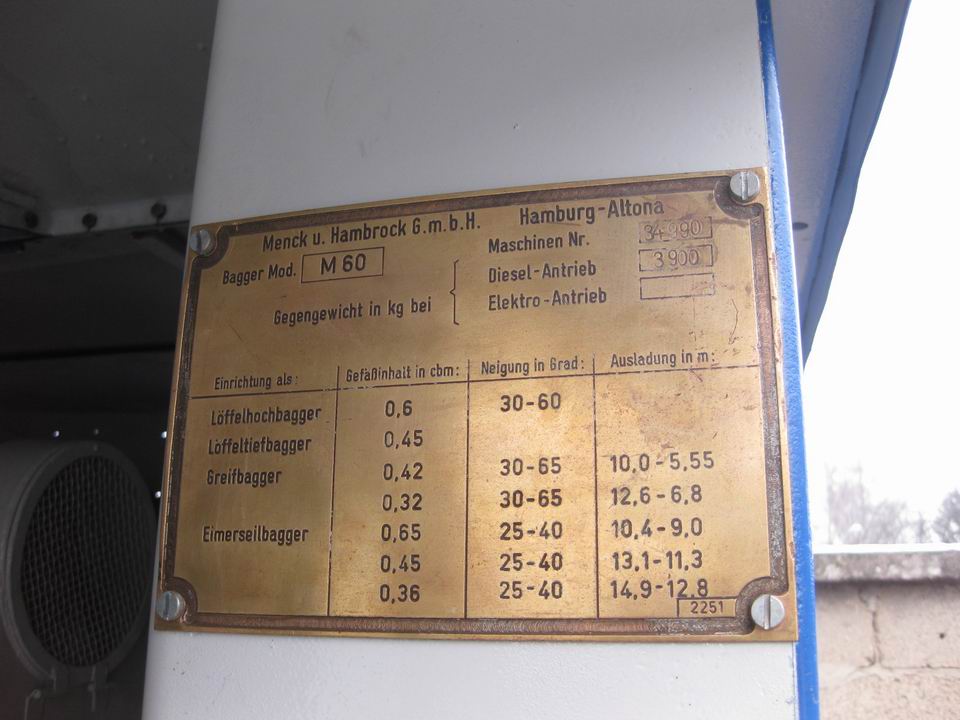 Menck u. Hambrock G.m.b.H. Hamburg-Altona
Bagger Mod. M 60 Maschinen Nr. 34990
Gegengewicht in kg bei Diesel-Antrieb 3900
Elektro-Antrieb
Einrichtung als: Gefäßinhalt in cbm: Neigung in Grad: Ausladung in m:
Löffelhochbagger 0,6 30-60
Löffeltiefbagger 0,45
Greifbagger 0,42 30-65 10,0-5,55
0,32 30-65 12,6-6,8
Eimerseilbagger 0,65 25-40 10,4-9,0
0,45 25-40 13,1-11,3
0,36 25-40 14,9-12,8
2251